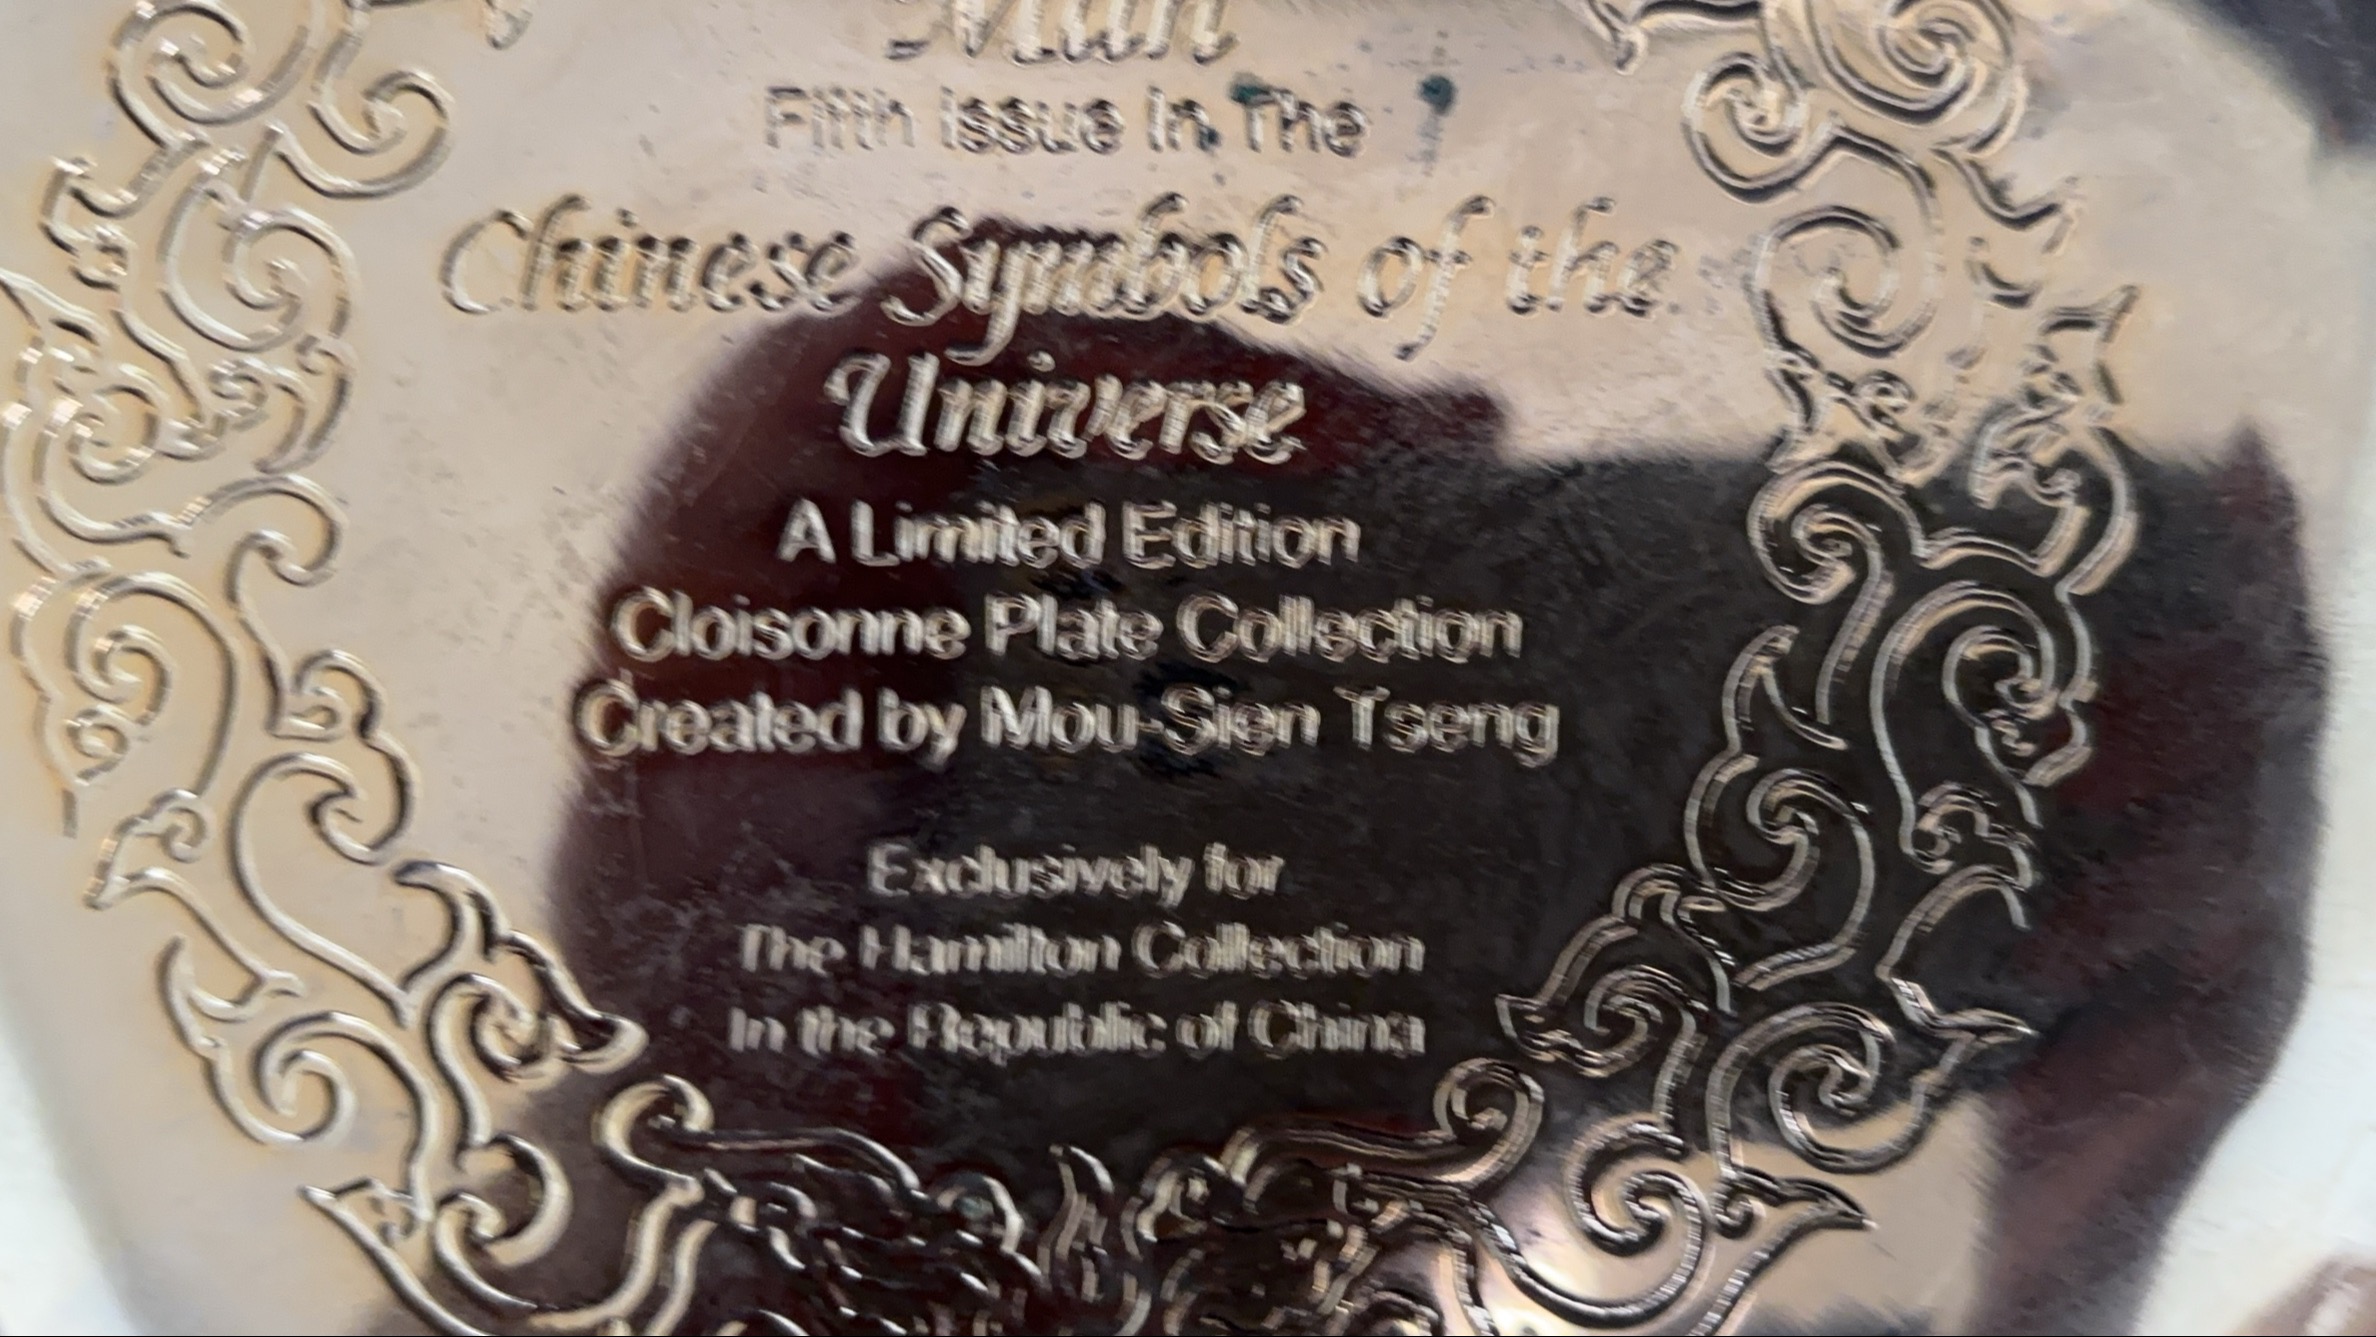 Man
Fifth Issue In The
Chinese Symbols of the
Universe
A Limited Edition
Cloisonne Plate Collection
Created by Mou-Sien Tseng
Exclusively for
The Hamilton Collection
In the Republic of China